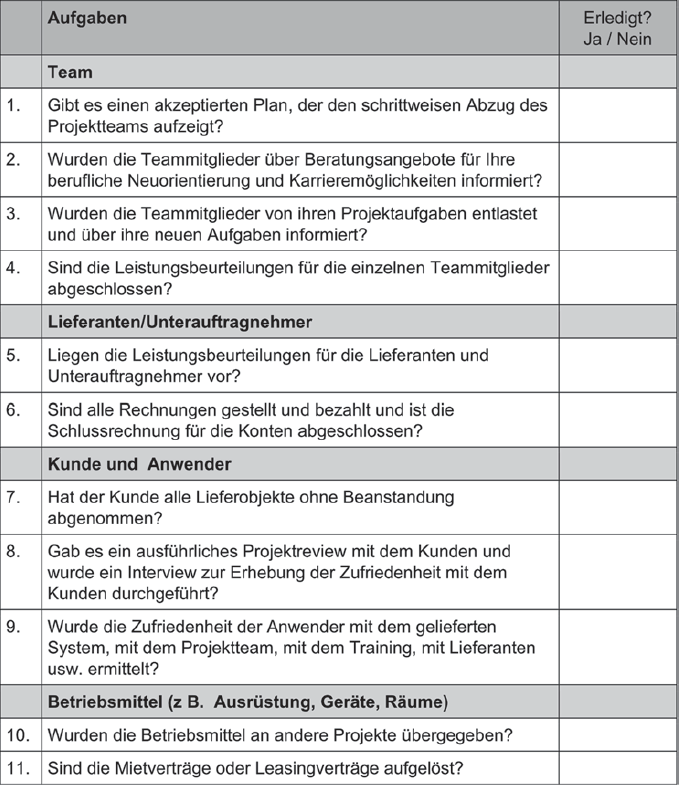 Aufgaben
Erledigt?
Ja / Nein
Team
1. Gibt es einen akzeptierten Plan, der den schrittweisen Abzug des
Projektteams aufzeigt?
2. Wurden die Teammitglieder über Beratungsangebote für Ihre
berufliche Neuorientierung und Karrieremöglichkeiten informiert?
3. Wurden die Teammitglieder von ihren Projektaufgaben entlastet
und über ihre neuen Aufgaben informiert?
4. Sind die Leistungsbeurteilungen für die einzelnen Teammitglieder
abgeschlossen?
Lieferanten/Unterauftragnehmer
5. Liegen die Leistungsbeurteilungen für die Lieferanten und
Unterauftragnehmer vor?
6. Sind alle Rechnungen gestellt und bezahlt und ist die
Schlussrechnung für die Konten abgeschlossen?
Kunde und Anwender
7. Hat der Kunde alle Lieferobjekte ohne Beanstandung
abgenommen?
8. Gab es ein ausführliches Projektreview mit dem Kunden und
wurde ein Interview zur Erhebung der Zufriedenheit mit dem
Kunden durchgeführt?
9. Wurde die Zufriedenheit der Anwender mit dem gelieferten
System, mit dem Projektteam, mit dem Training, mit Lieferanten
usw. ermittelt?
Betriebsmittel (z B. Ausrüstung, Geräte, Räume)
10. Wurden die Betriebsmittel an andere Projekte übergegeben?
11. Sind die Mietverträge oder Leasingverträge aufgelöst?